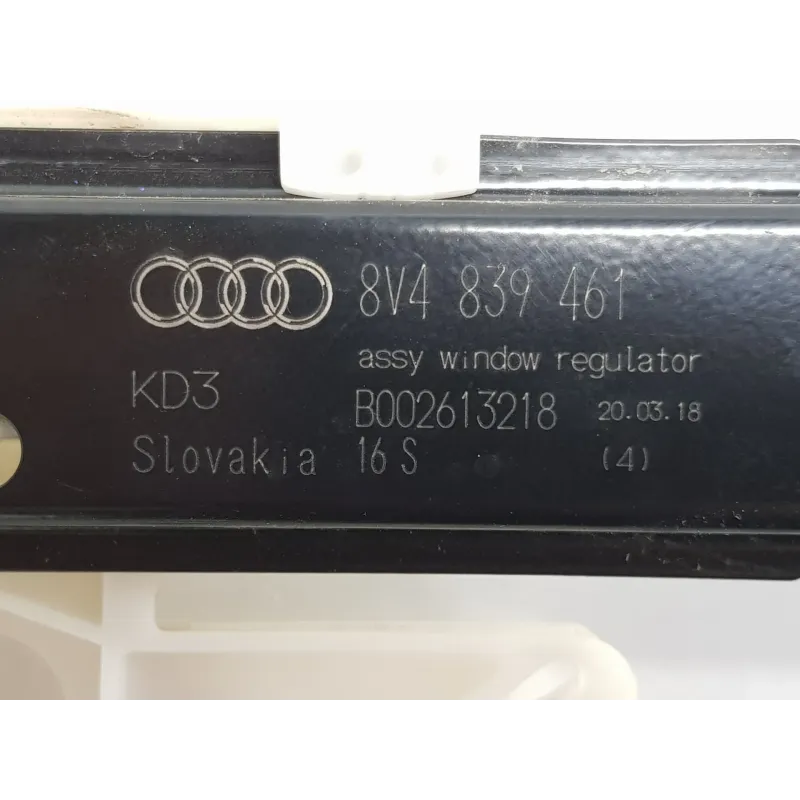 8V4 839 461
assy window regulator
KD3
B002613218 20.03.18
Slovakia 16 S (4)